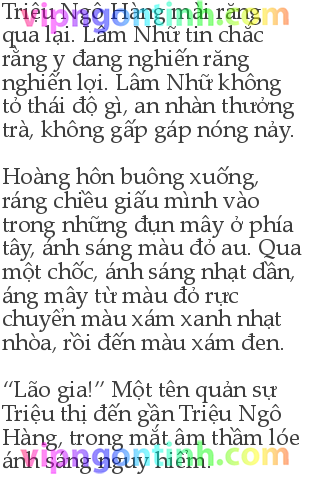 Triệu Ngô Hàng mài răng
qua lại. Lâm Nhữ tin chắc
rằng y đang nghiến răng
nghiến lợi. Lâm Nhữ không
tỏ thái độ gì, an nhàn thưởng
trà, không gấp gáp nóng nảy.

Hoàng hôn buông xuống,
ráng chiều giấu mình vào
trong những đụn mây ở phía
tây, ánh sáng màu đỏ au. Qua
một chốc, ánh sáng nhạt dần,
áng mây từ màu đỏ rực
chuyển màu xám xanh nhạt
nhòa, rồi đến màu xám đen.

“Lão gia!” Một tên quản sự
Triệu thị đến gần Triệu Ngô
Hàng, trong mắt âm thầm lóe
ánh sáng nguy hiểm.
vipngontinh.com
vipngontinh.com